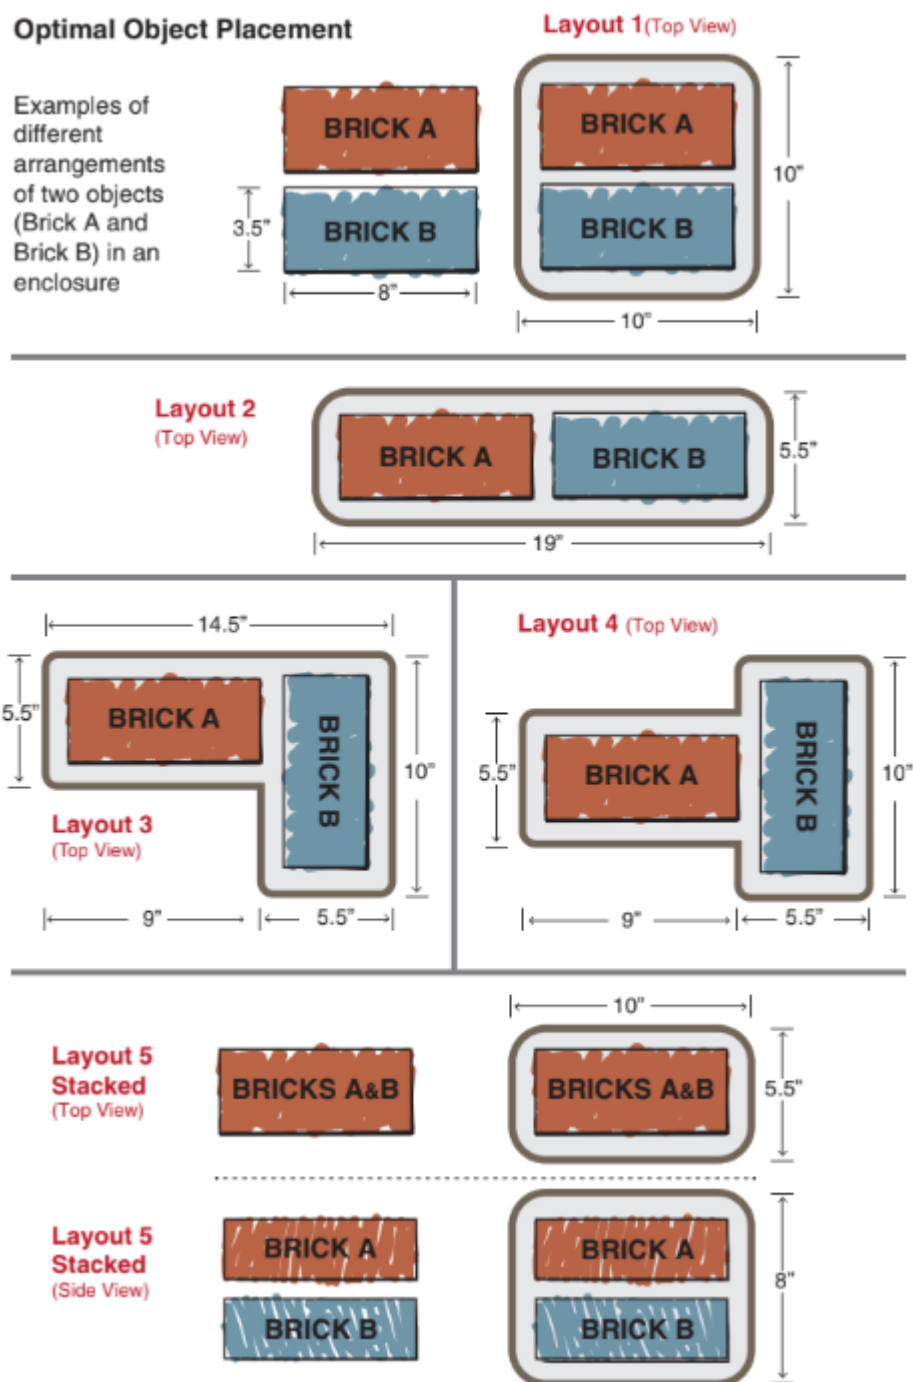 Optimal Object Placement
Layout 1(Top View)
Examples of
different
arrangements
of two objects
(Brick A and
Brick B) in an
enclosure
BRICK A
BRICK B
3.5"
8"
BRICK A
BRICK B
10"
10"
Layout 2
(Top View)
BRICK A
BRICK B
5.5"
19"
14.5"
5.5"
BRICK A
BRICK B
10"
Layout 3
(Top View)
9"
5.5"
Layout 4 (Top View)
5.5"
BRICK A
BRICK B
10"
9"
5.5"
Layout 5
Stacked
(Top View)
BRICKS A&B
10"
BRICKS A&B
5.5"
Layout 5
Stacked
(Side View)
BRICK A
BRICK B
BRICK A
BRICK B
8"